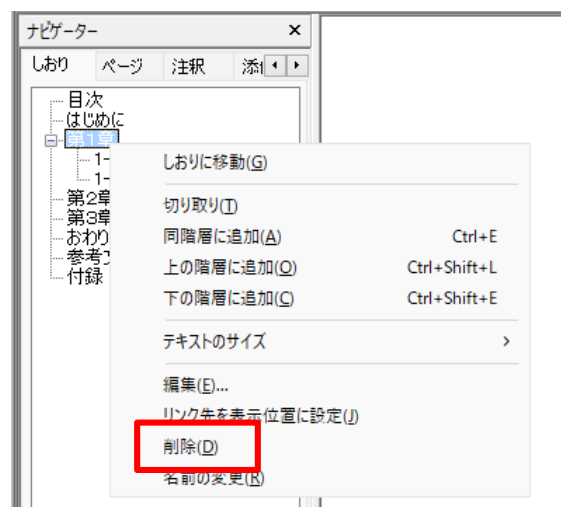 ナビゲーター ×
しおり ページ 注釈 添
目次
はじめに
第1章
1-
1-
第2章
第3章
おわり
参考
付録
しおりに移動(G)
切り取り(T)
同階層に追加(A) Ctrl+E
上の階層に追加(O) Ctrl+Shift+L
下の階層に追加(C) Ctrl+Shift+E
テキストのサイズ >
編集(E)...
リンク先を表示位置に設定(J)
削除(D)
名前の変更(R)